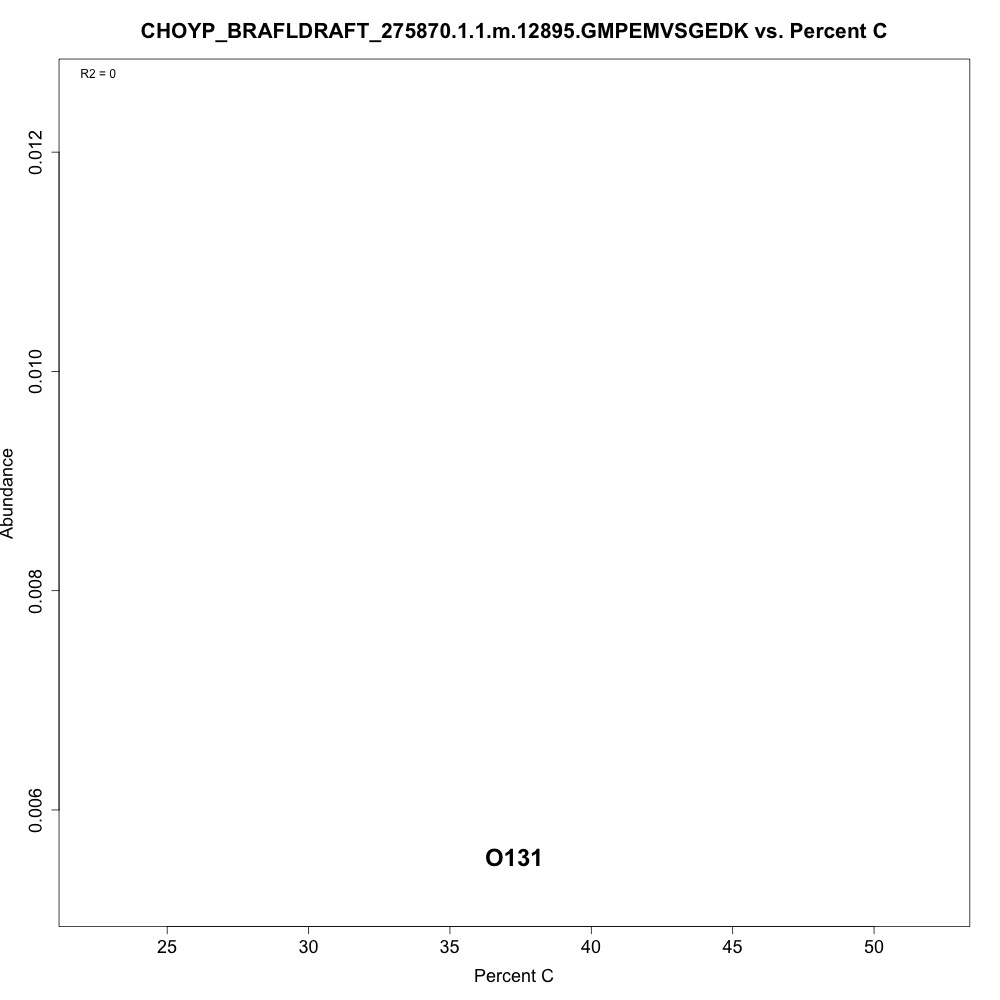 CHOYP_BRAFLDRAFT_275870.1.1.m.12895.GMPEMVSGEDK vs. Percent C
R2 = 0
0.012
0.010
0.008
0.006
Abundance
O131
25 30 35 40 45 50
Percent C